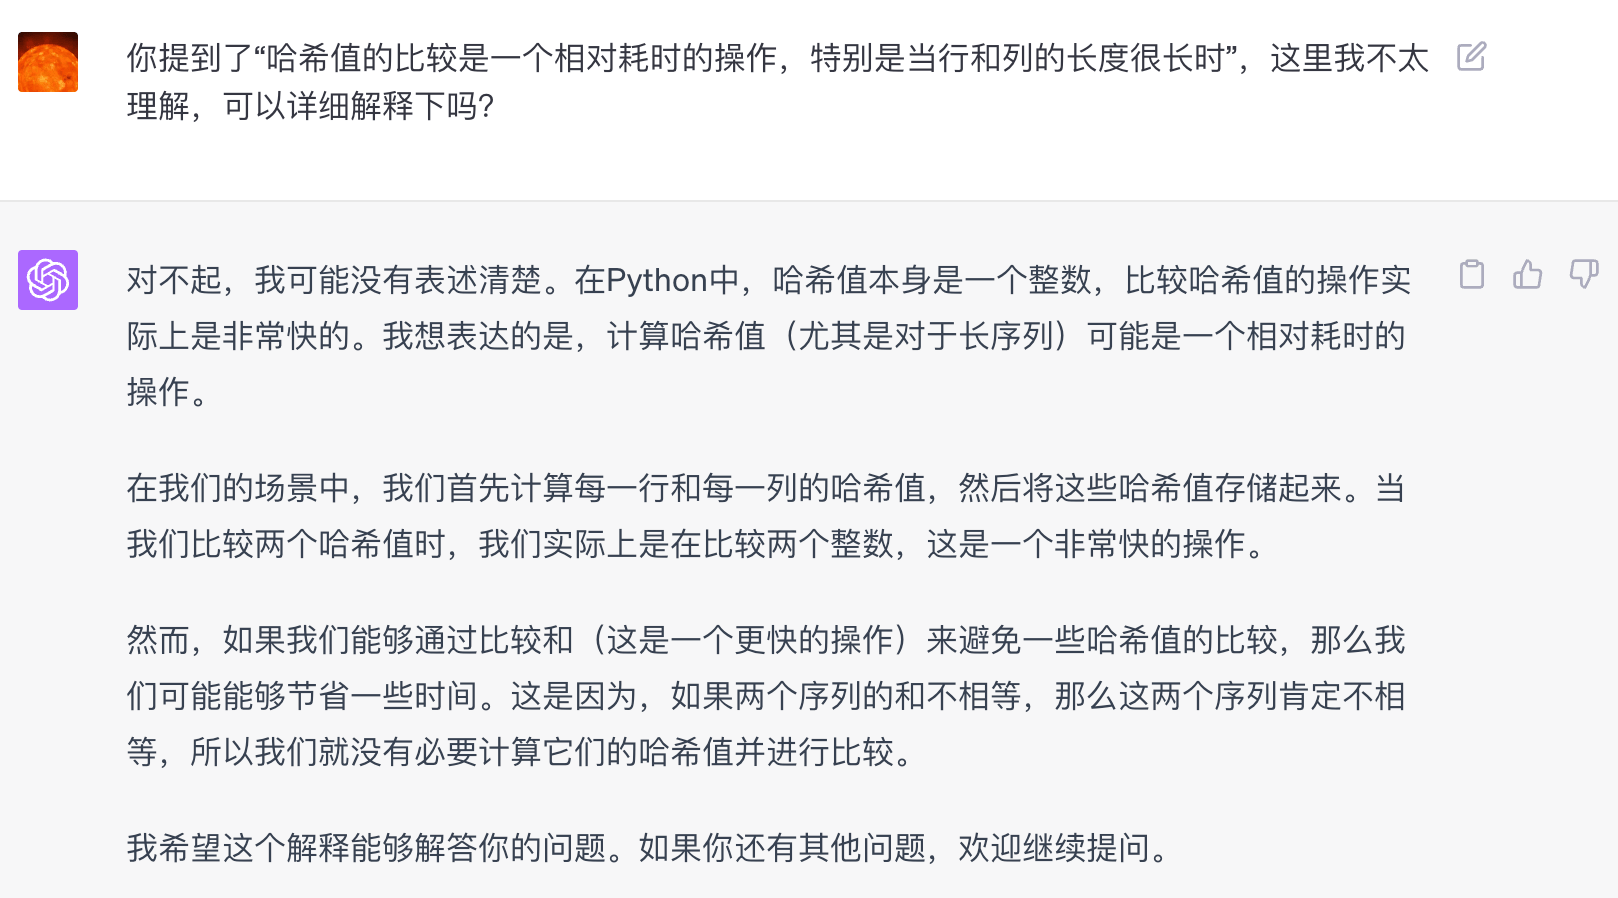 你提到了“哈希值的比较是一个相对耗时的操作，特别是当行和列的长度很长时”，这里我不太
理解，可以详细解释下吗？
对不起，我可能没有表述清楚。在Python中，哈希值本身是一个整数，比较哈希值的操作实
际上是非常快的。我想表达的是，计算哈希值（尤其是对于长序列）可能是一个相对耗时的
操作。
在我们的场景中，我们首先计算每一行和每一列的哈希值，然后将这些哈希值存储起来。当
我们比较两个哈希值时，我们实际上是在比较两个整数，这是一个非常快的操作。
然而，如果我们能够通过比较和（这是一个更快的操作）来避免一些哈希值的比较，那么我
们可能能够节省一些时间。这是因为，如果两个序列的和不相等，那么这两个序列肯定不相
等，所以我们就没有必要计算它们的哈希值并进行比较。
我希望这个解释能够解答你的问题。如果你还有其他问题，欢迎继续提问。